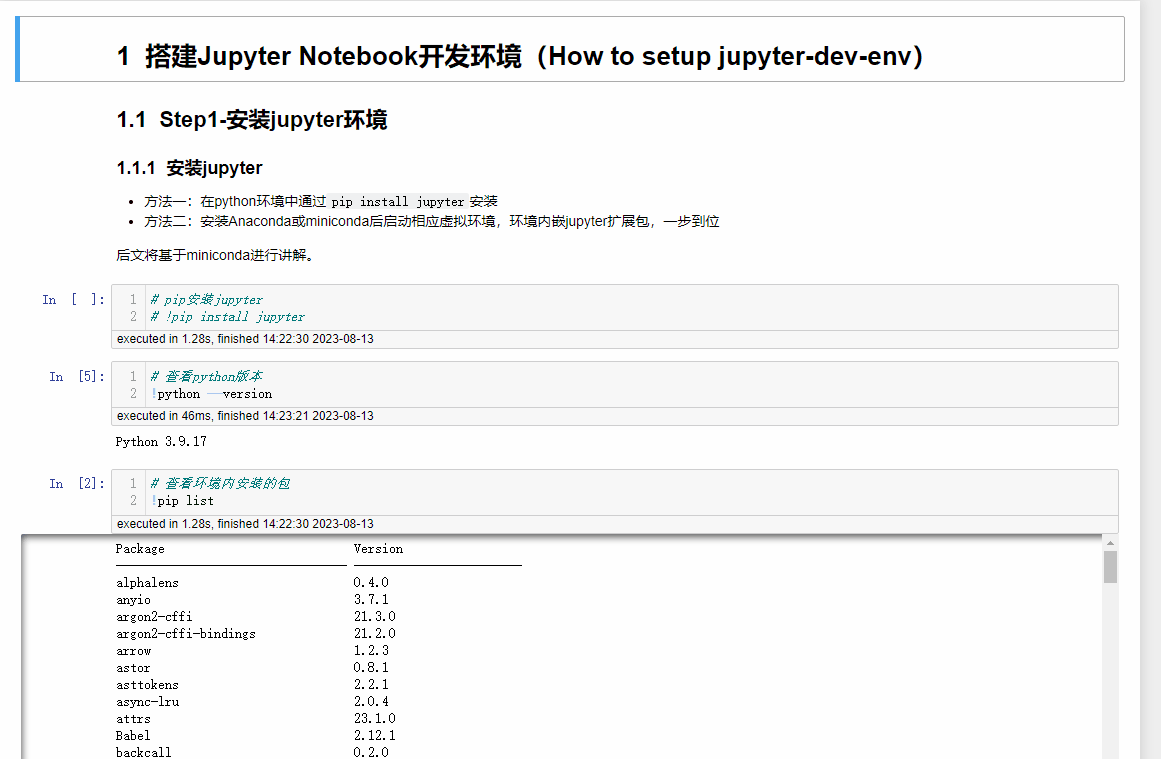 1 搭建Jupyter Notebook开发环境（How to setup jupyter-dev-env）
1.1 Step1-安装jupyter环境
1.1.1 安装jupyter
• 方法一：在python环境中通过 pip install jupyter 安装
• 方法二：安装Anaconda或miniconda后启动相应虚拟环境，环境内嵌jupyter扩展包，一步到位
后文将基于miniconda进行讲解。
In [ ]: 1 # pip安装jupyter
2 # !pip install jupyter
executed in 1.28s, finished 14:22:30 2023-08-13
In [5]: 1 # 查看python版本
2 !python --version
executed in 46ms, finished 14:23:21 2023-08-13
Python 3.9.17
In [2]: 1 # 查看环境内安装的包
2 !pip list
executed in 1.28s, finished 14:22:30 2023-08-13
Package Version
alphalens 0.4.0
anyio 3.7.1
argon2-cffi 21.3.0
argon2-cffi-bindings 21.2.0
arrow 1.2.3
astor 0.8.1
asttokens 2.2.1
async-lru 2.0.4
attrs 23.1.0
Babel 2.12.1
backcall 0.2.0